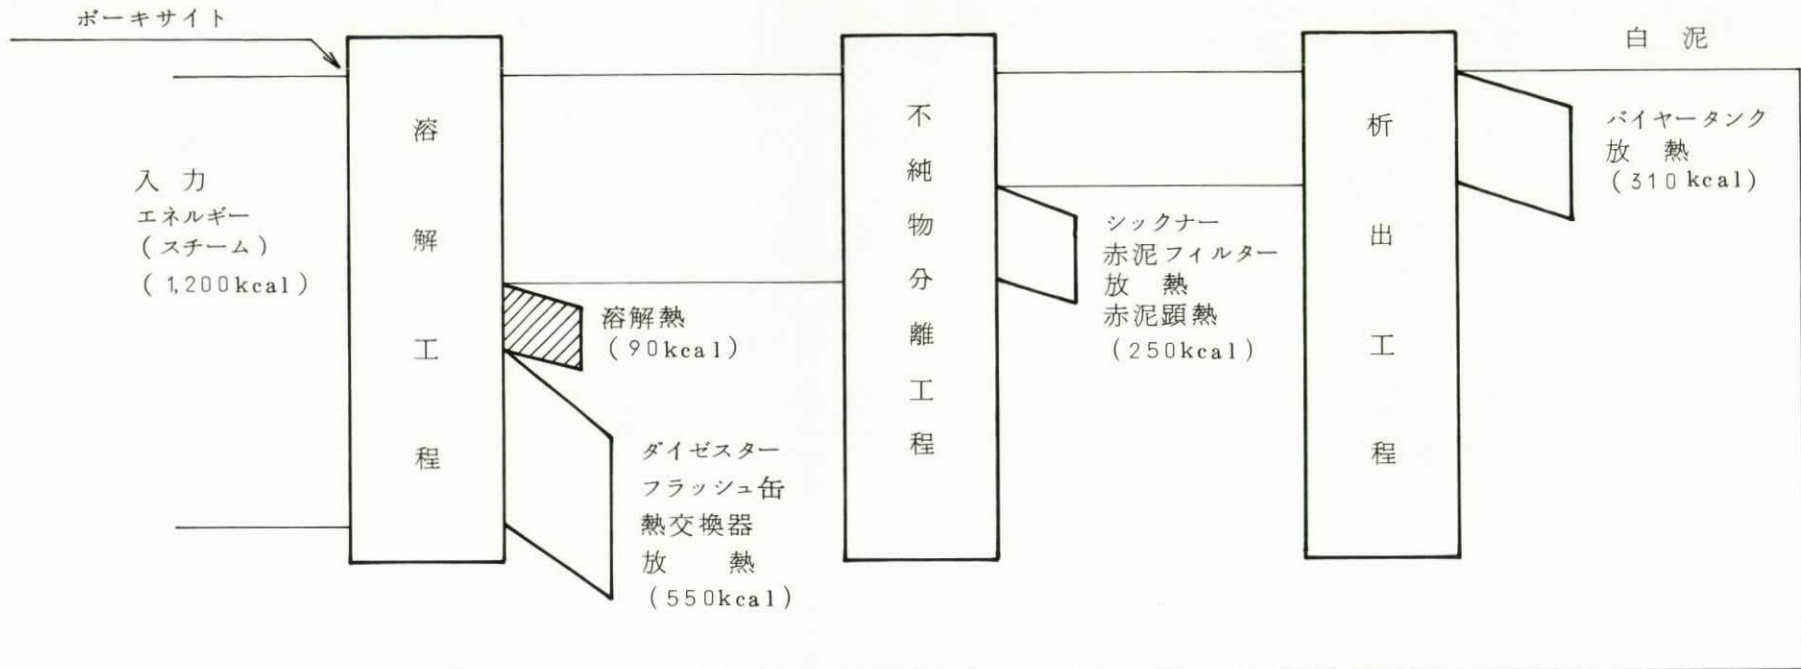 ボーキサイト
入力
エネルギー
(スチーム)
(1,200kcal)
溶解工程
溶解熱
(90kcal)
ダイゼスター
フラッシュ缶
熱交換器
放熱
(550kcal)
不純物分離工程
シックナー
赤泥フィルター
放熱
赤泥顕熱
(250kcal)
析出工程
白泥
バイヤータンク
放熱
(310kcal)